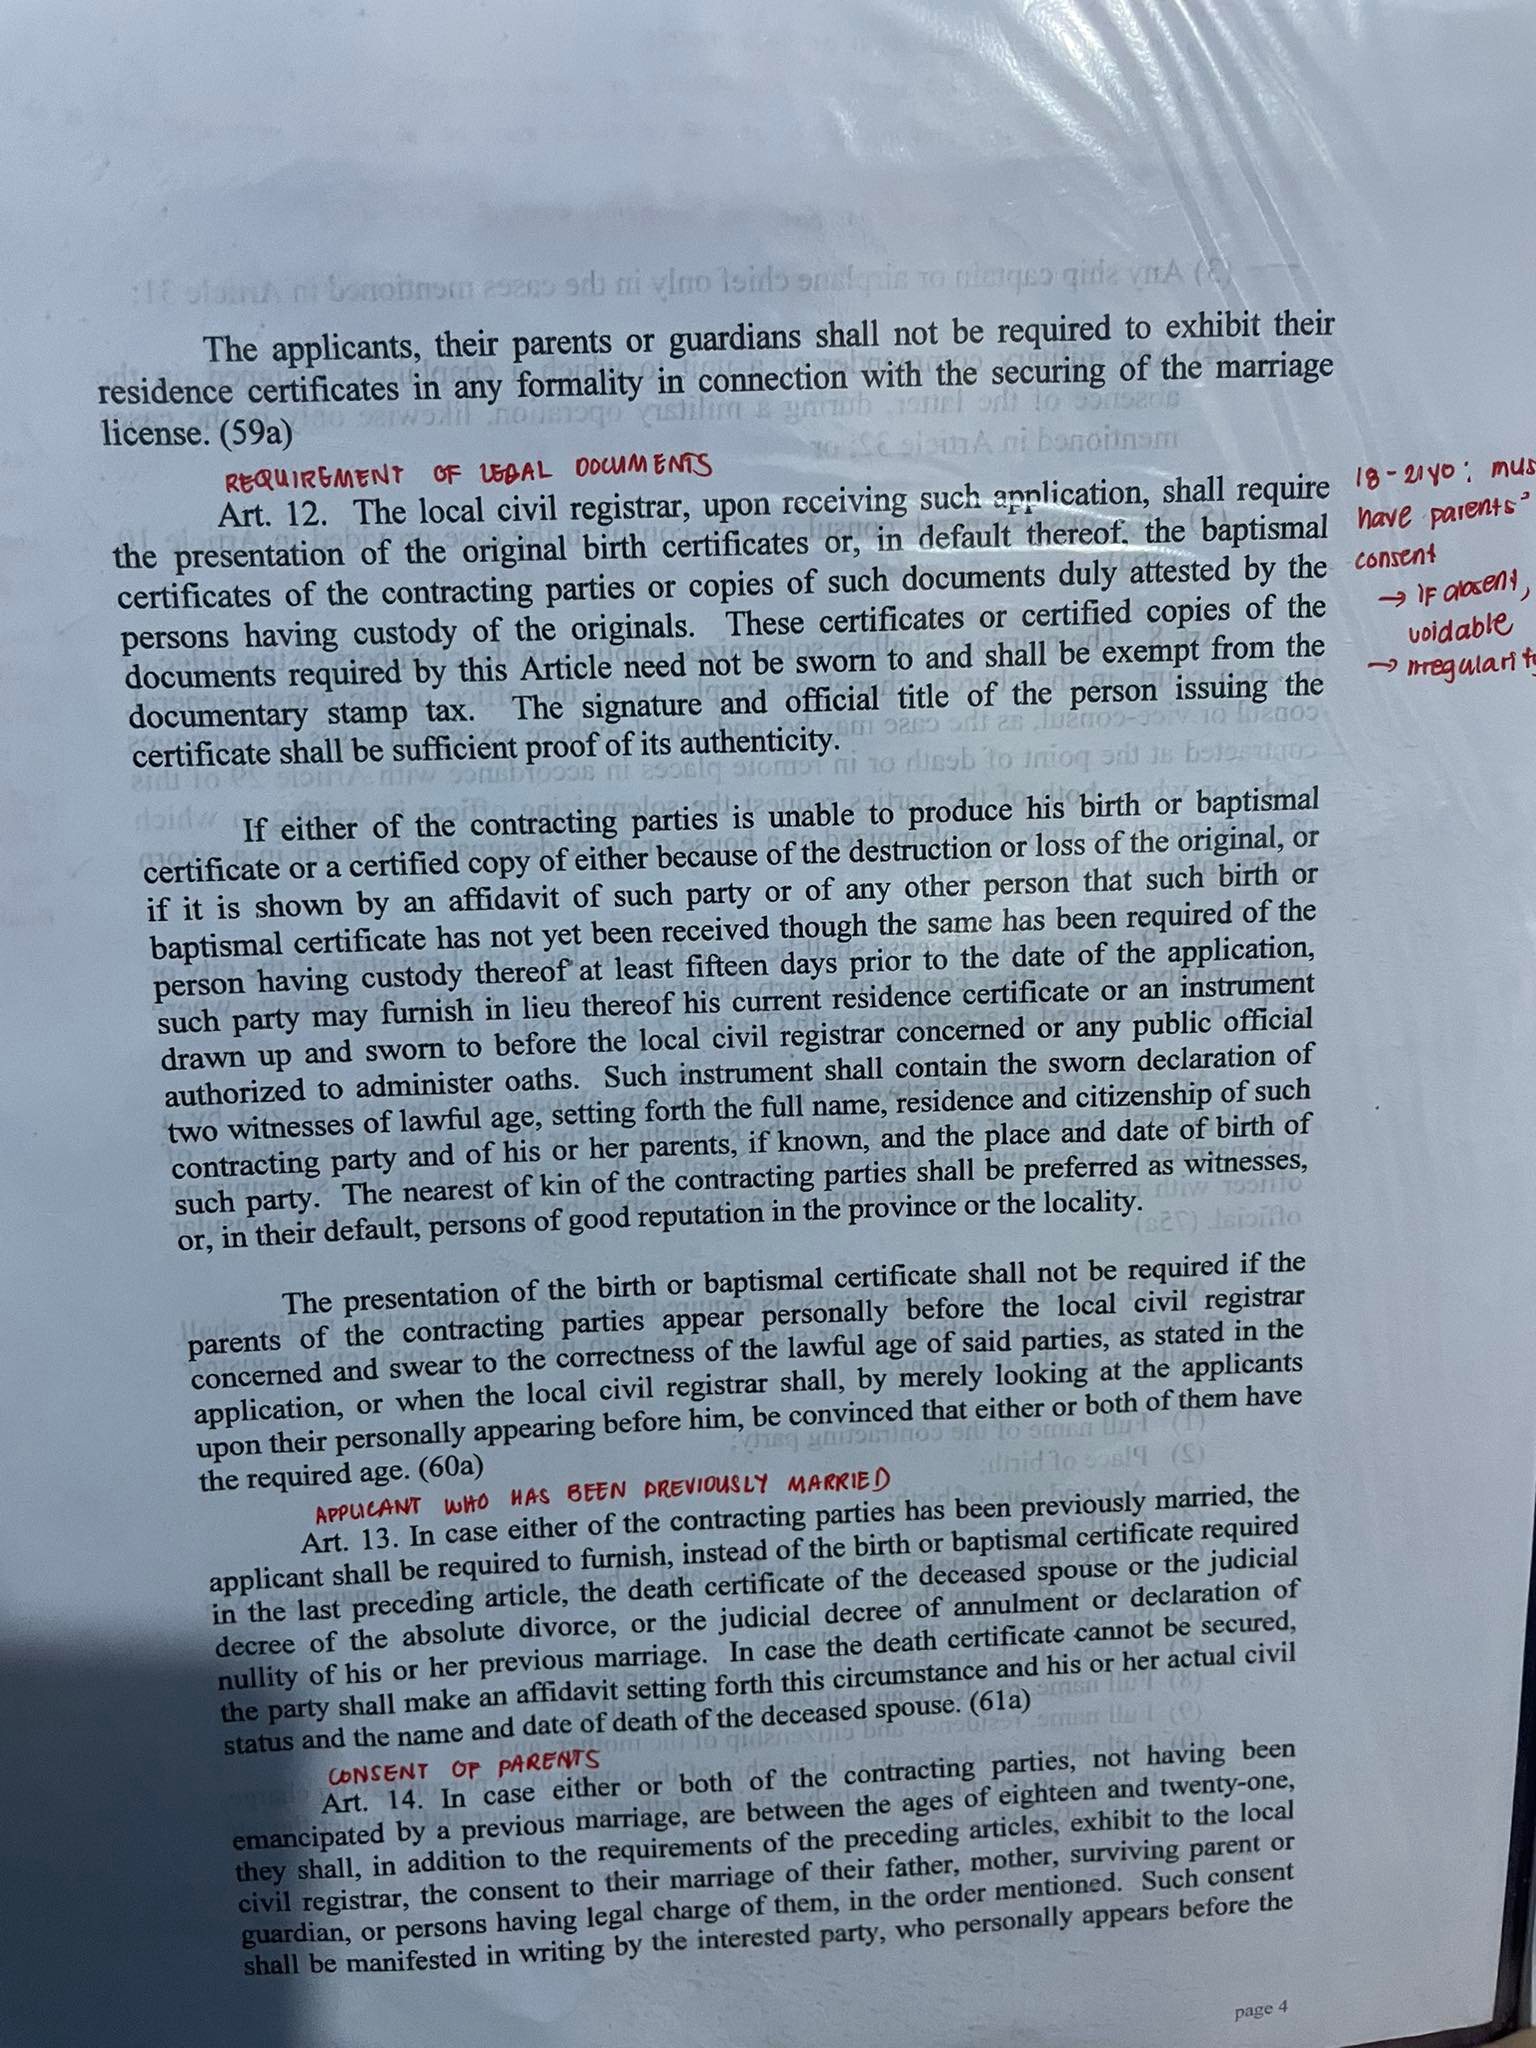 The applicants, their parents or guardians shall not be required to exhibit their
residence certificates in any formality in connection with the securing of the marriage
license. (59a)
REQUIREMENT OF LEGAL DOCUMENTS
Art. 12. The local civil registrar, upon receiving such application, shall require
the presentation of the original birth certificates or, in default thereof, the baptismal
certificates of the contracting parties or copies of such documents duly attested by the
persons having custody of the originals. These certificates or certified copies of the
documents required by this Article need not be sworn to and shall be exempt from the
documentary stamp tax. The signature and official title of the person issuing the
certificate shall be sufficient proof of its authenticity.
18-21yo: mus
have parents'
consent
→ IF absent,
voidable
→ irregularity
If either of the contracting parties is unable to produce his birth or baptismal
certificate or a certified copy of either because of the destruction or loss of the original, or
if it is shown by an affidavit of such party or of any other person that such birth or
baptismal certificate has not yet been received though the same has been required of the
person having custody thereof at least fifteen days prior to the date of the application,
such party may furnish in lieu thereof his current residence certificate or an instrument
drawn up and sworn to before the local civil registrar concerned or any public official
authorized to administer oaths. Such instrument shall contain the sworn declaration of
two witnesses of lawful age, setting forth the full name, residence and citizenship of such
contracting party and of his or her parents, if known, and the place and date of birth of
such party. The nearest of kin of the contracting parties shall be preferred as witnesses,
or, in their default, persons of good reputation in the province or the locality.
The presentation of the birth or baptismal certificate shall not be required if the
parents of the contracting parties appear personally before the local civil registrar
concerned and swear to the correctness of the lawful age of said parties, as stated in the
application, or when the local civil registrar shall, by merely looking at the applicants
upon their personally appearing before him, be convinced that either or both of them have
the required age. (60a)
APPLICANT WHO HAS BEEN PREVIOUSLY MARRIED
Art. 13. In case either of the contracting parties has been previously married, the
applicant shall be required to furnish, instead of the birth or baptismal certificate required
in the last preceding article, the death certificate of the deceased spouse or the judicial
decree of the absolute divorce, or the judicial decree of annulment or declaration of
nullity of his or her previous marriage. In case the death certificate cannot be secured,
the party shall make an affidavit setting forth this circumstance and his or her actual civil
status and the name and date of death of the deceased spouse. (61a)
CONSENT OF PARENTS
Art. 14. In case either or both of the contracting parties, not having been
emancipated by a previous marriage, are between the ages of eighteen and twenty-one,
they shall, in addition to the requirements of the preceding articles, exhibit to the local
civil registrar, the consent to their marriage of their father, mother, surviving parent or
guardian, or persons having legal charge of them, in the order mentioned. Such consent
shall be manifested in writing by the interested party, who personally appears before the
page 4